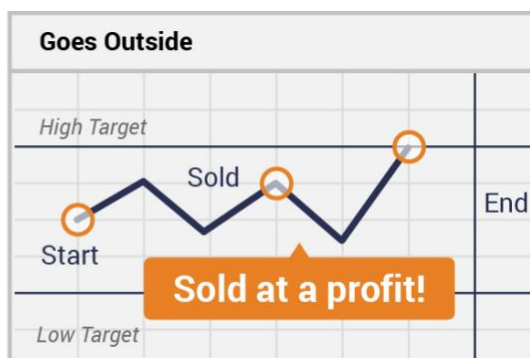 Goes Outside
High Target
Sold
End
Start
Sold at a profit!
Low Target